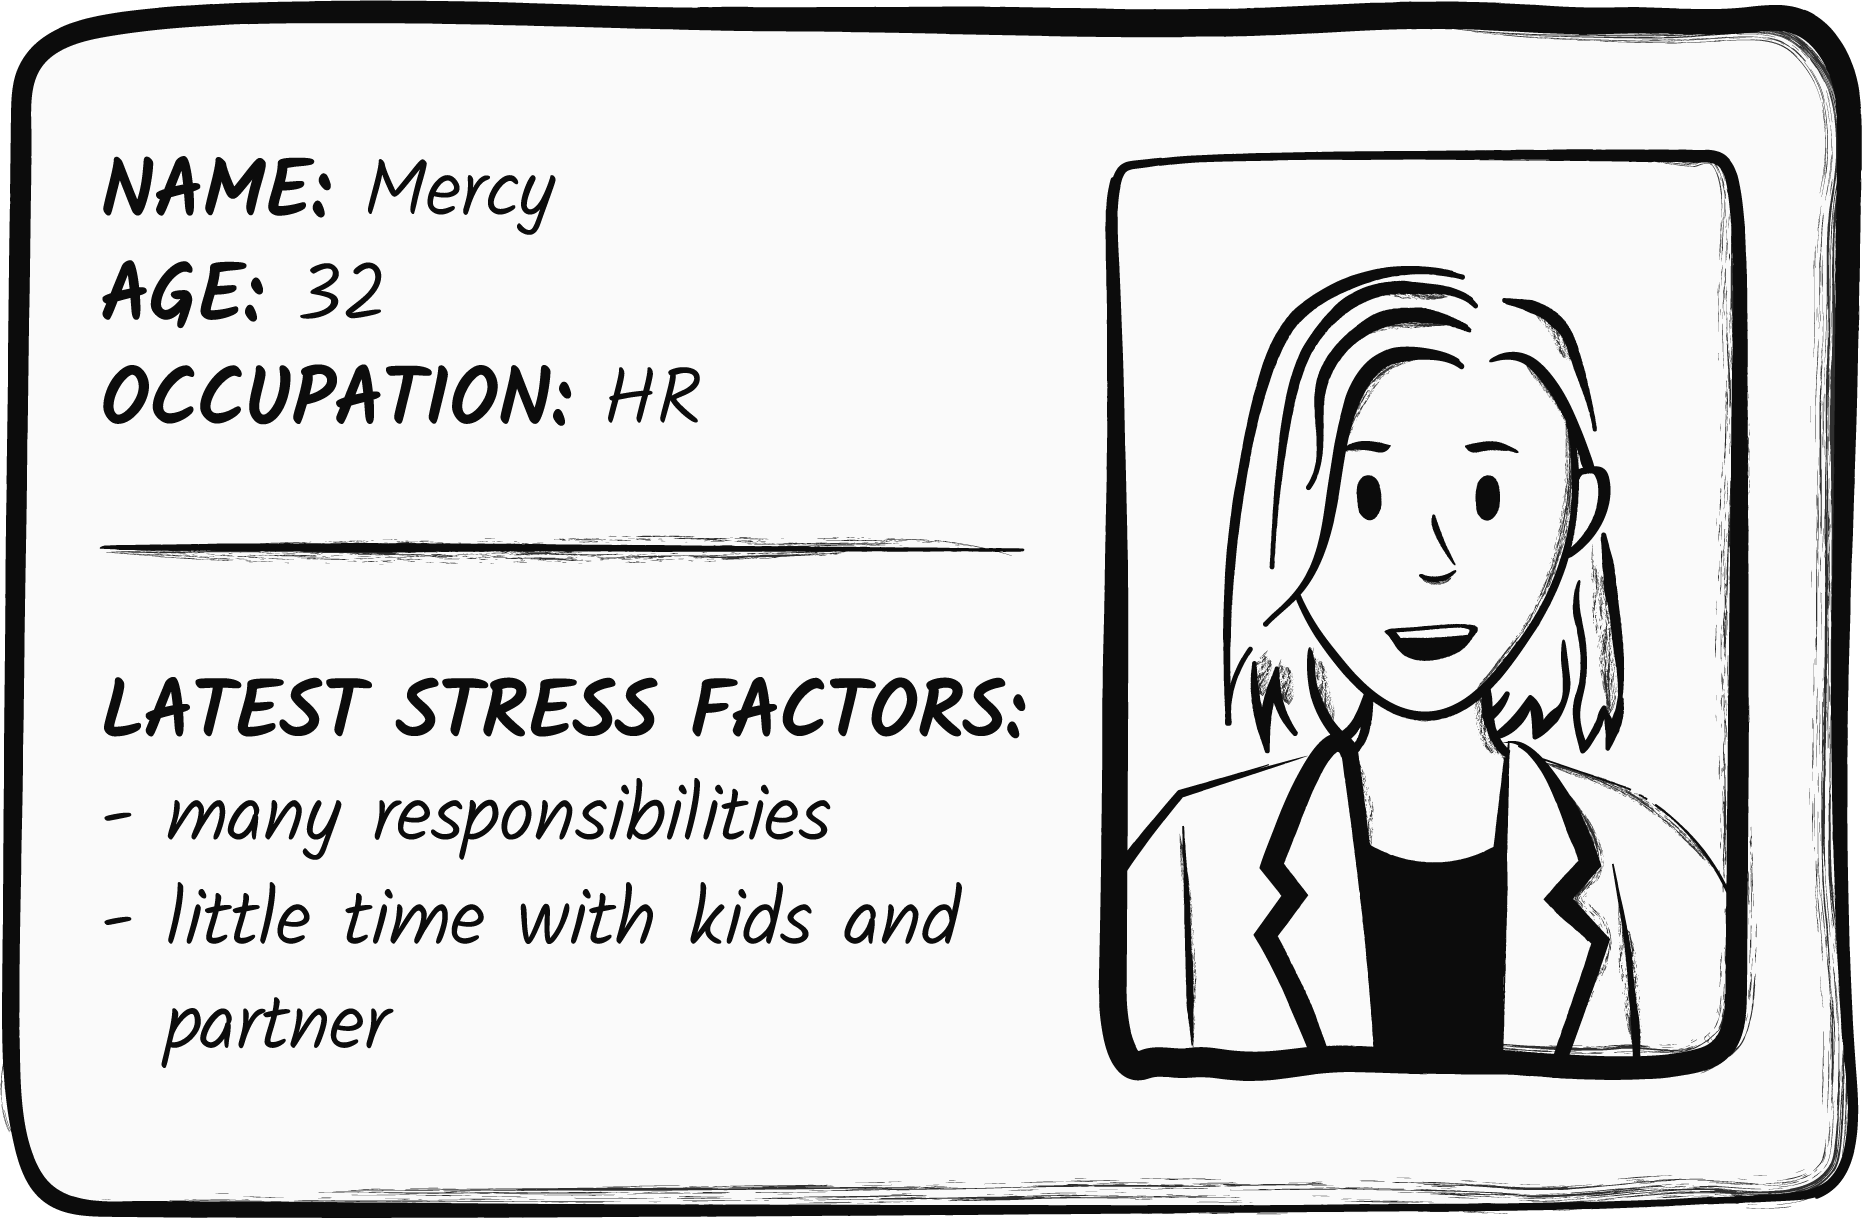 NAME: Mercy
AGE: 32
OCCUPATION: HR
LATEST STRESS FACTORS:
- many responsibilities
- little time with kids and
partner